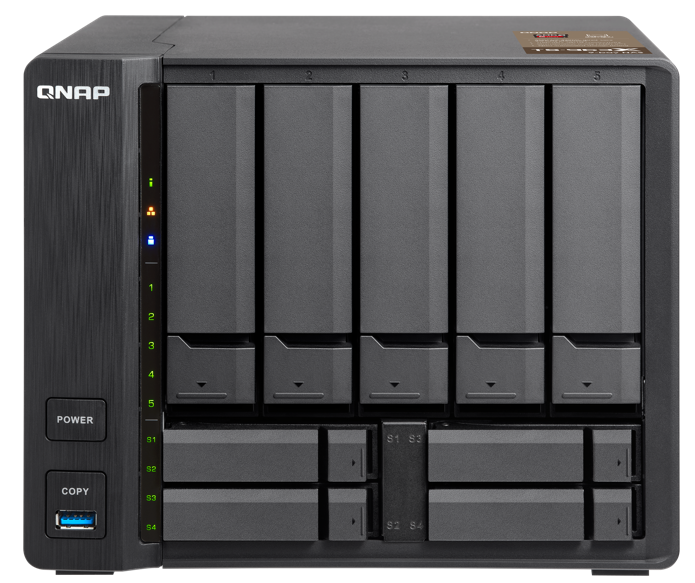 1 2 3 4 5
QNAP
1
2
3
4
5
POWER
S1
S2
S3
S4
S1 S3
COPY
S2 S4